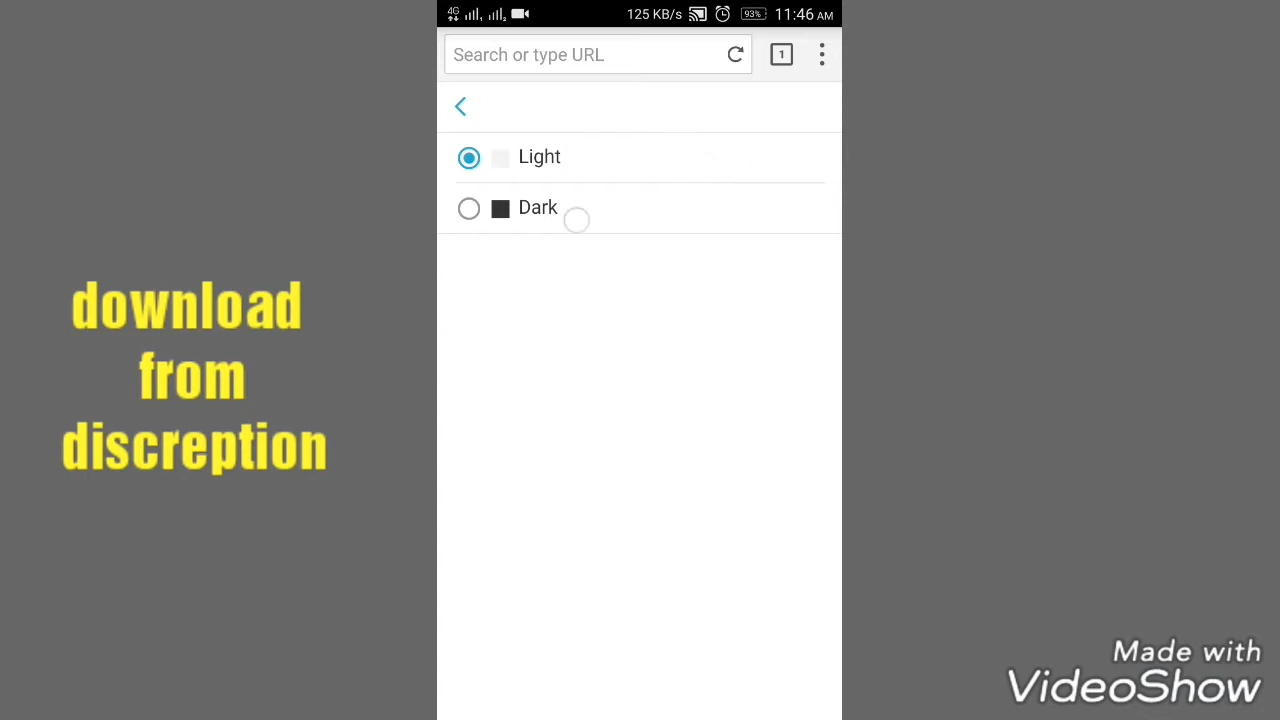 4G 125 KB/s 93% 11:46 AM
Search or type URL 1
Light
Dark
download
from
discreption
Made with
VideoShow